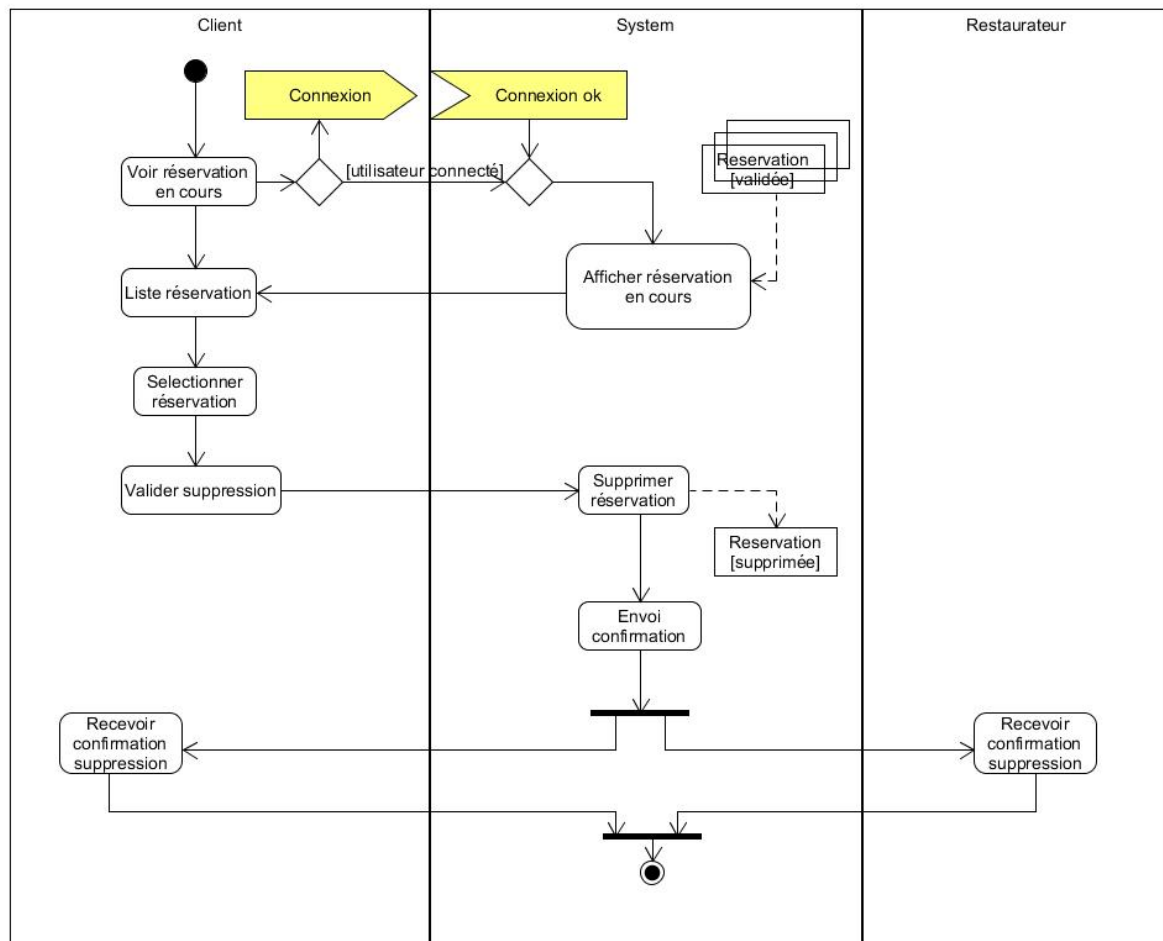 Client
System
Restaurateur
Connexion
Connexion ok
Voir réservation
en cours
[utilisateur connecté]
Reservation
[validée]
Afficher réservation
en cours
Liste réservation
Selectionner
réservation
Valider suppression
Supprimer
réservation
Reservation
[supprimée]
Envoi
confirmation
Recevoir
confirmation
suppression
Recevoir
confirmation
suppression